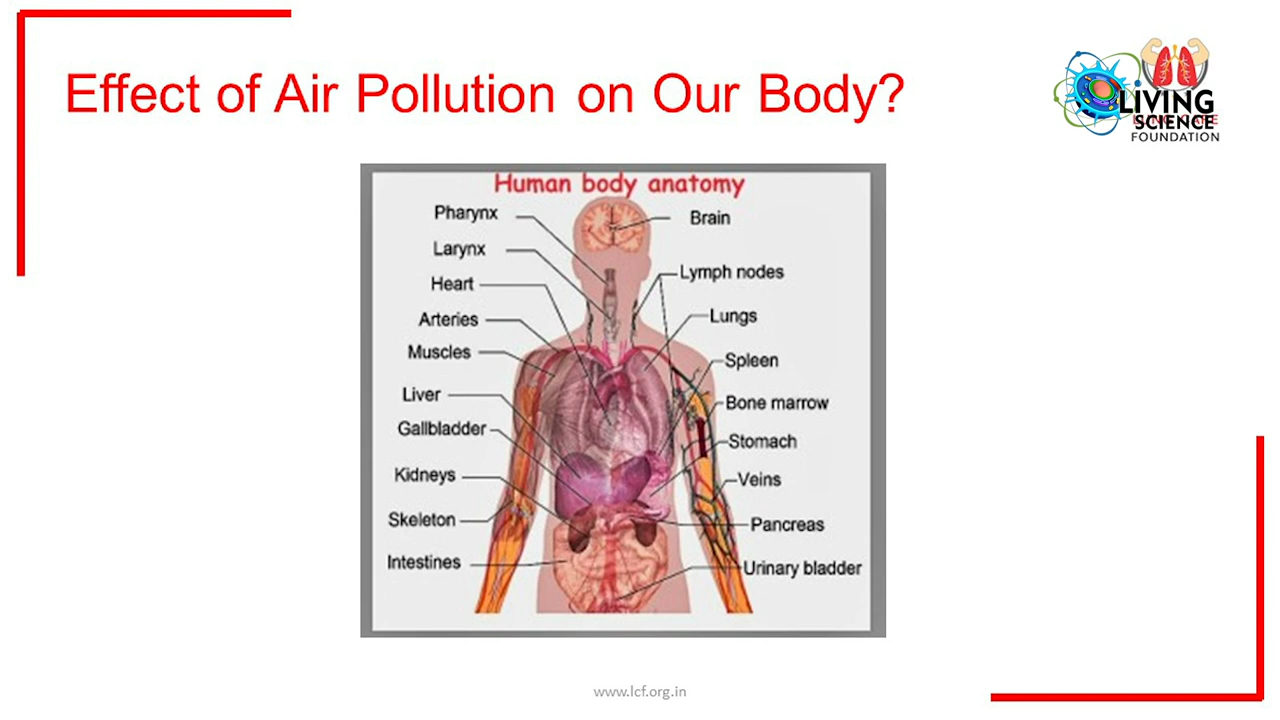 Effect of Air Pollution on Our Body?
LiVING
SCIENCE
FOUNDATION
Human body anatomy
Pharynx
Larynx
Heart
Arteries
Muscles
Liver
Gallbladder
Kidneys
Skeleton
Intestines
Brain
Lymph nodes
Lungs
Spleen
Bone marrow
Stomach
Veins
Pancreas
Urinary bladder
www.lcf.org.in